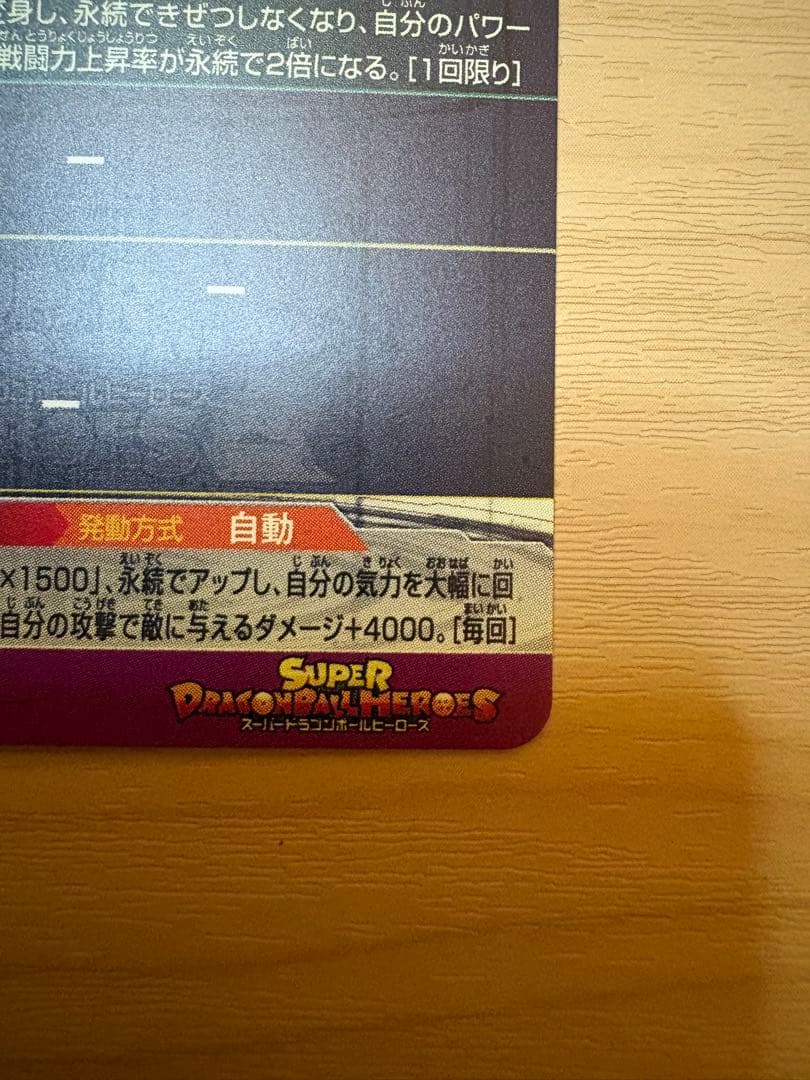 身し、永続できぜつしなくなり、自分のパワー
戦闘力上昇率が永続で2倍になる。[1回限り]
ー
ー
ー
発動方式 自動
×1500」、永続でアップし、自分の気力を大幅に回
自分の攻撃で敵に与えるダメージ+4000。[毎回]
SUPER
DRAGONBALL HEROES
スーパードラゴンボールヒーローズ